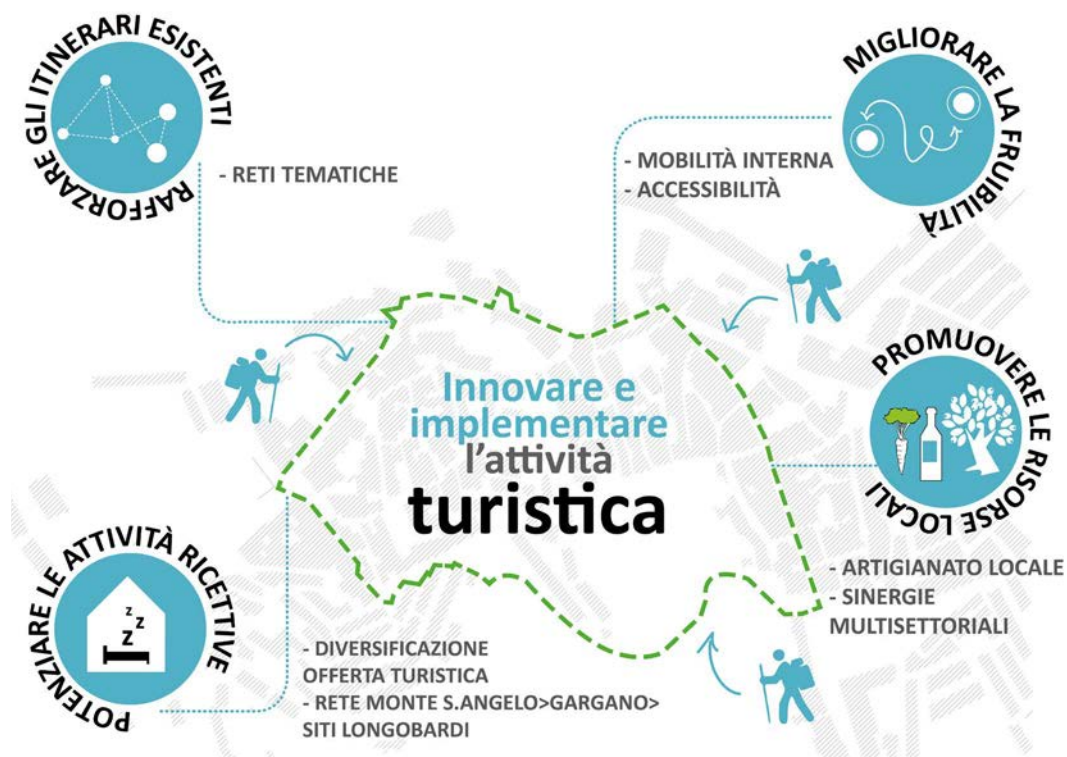 RAFFORZARE GLI ITINERARI ESISTENTI
- RETI TEMATICHE
MIGLIORARE LA FRUIBILITÀ
- MOBILITÀ INTERNA
- ACCESSIBILITÀ
Innovare e
implementare
l'attività
turistica
PROMUOVERE LE RISORSE LOCALI
- ARTIGIANATO LOCALE
- SINERGIE
MULTISETTORIALI
POTENZIARE LE ATTIVITÀ RICETTIVE
z
z
z
- DIVERSIFICAZIONE
OFFERTA TURISTICA
- RETE MONTE S.ANGELO>GARGANO>
SITI LONGOBARDI